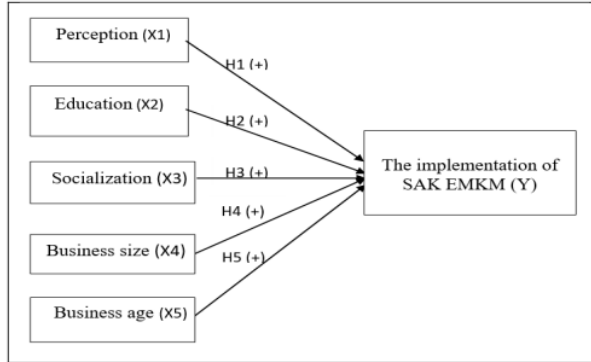 Perception (X1)
H1 (+)
Education (X2)
H2 (+)
The implementation of
SAK EMKM (Y)
Socialization (X3)
H3 (+)
H4 (+)
Business size (X4)
H5 (+)
Business age (X5)